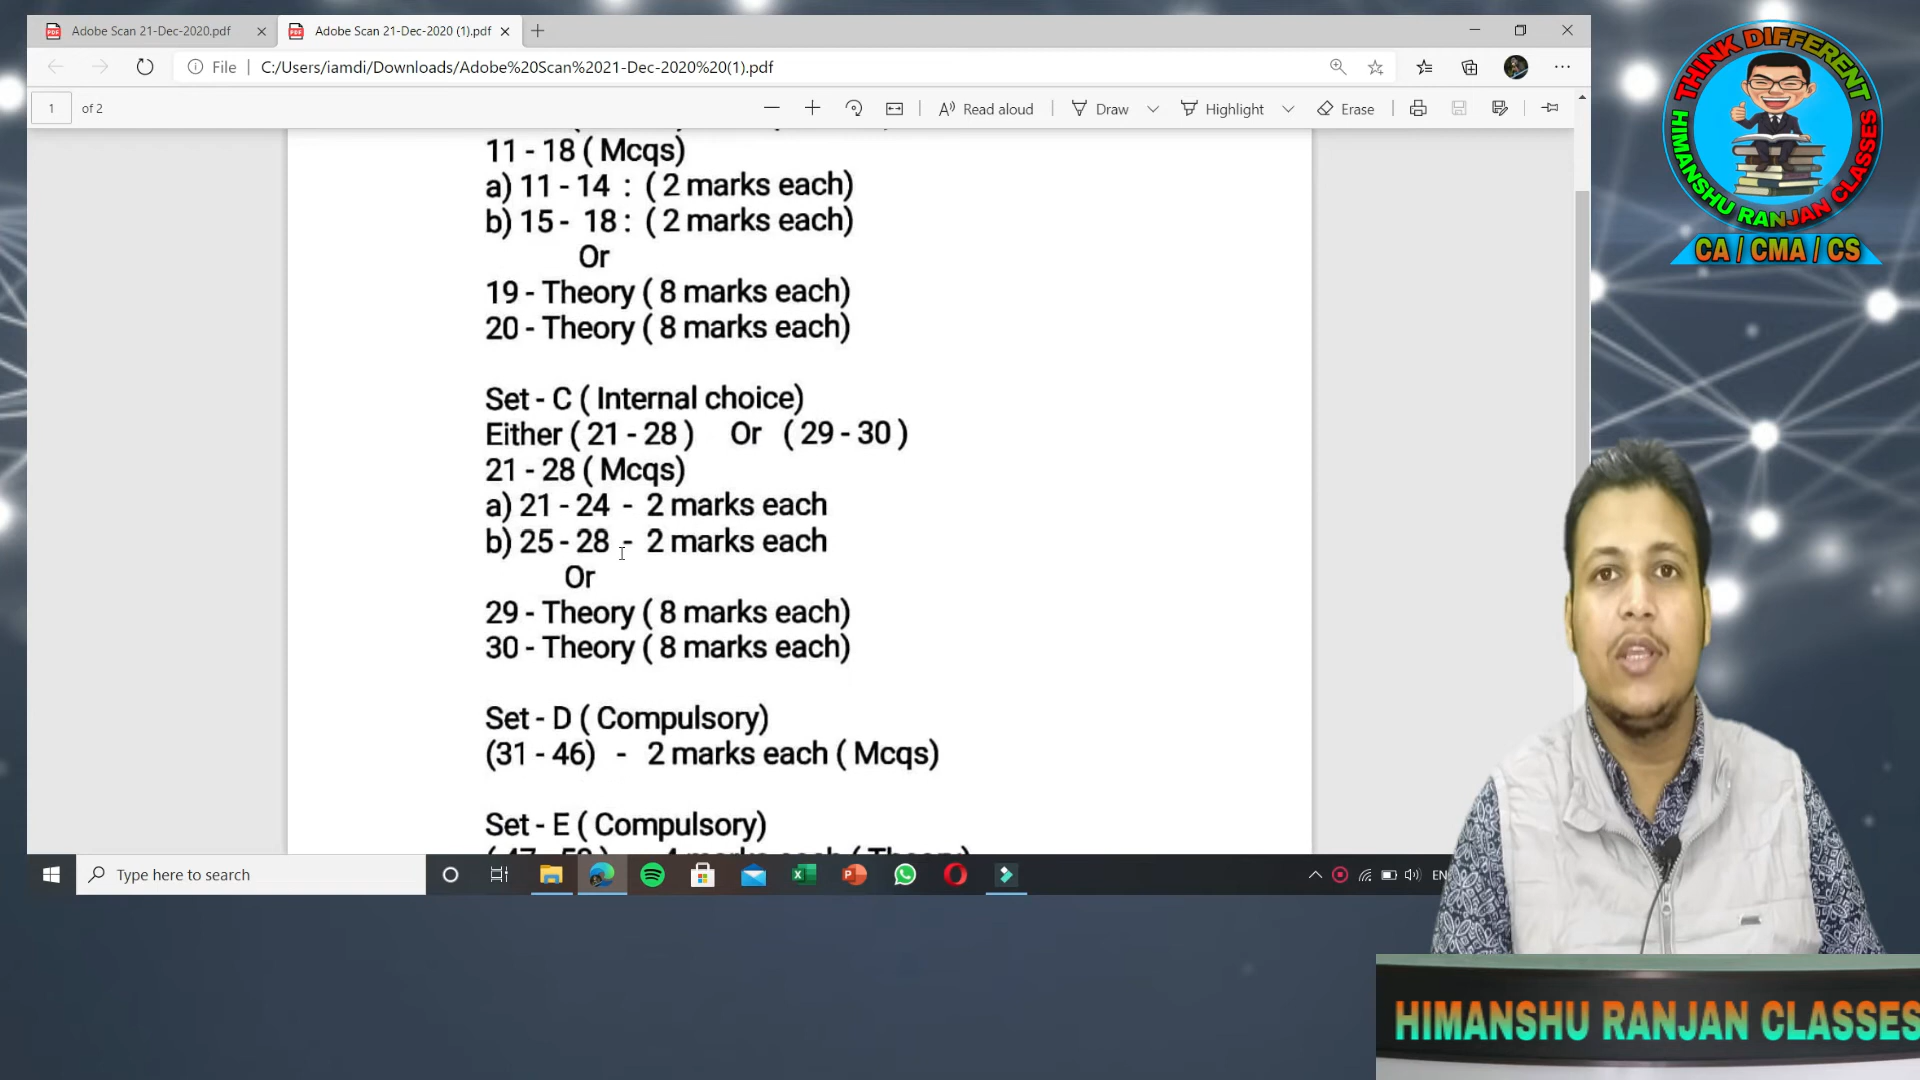 Adobe Scan 21-Dec-2020.pdf
Adobe Scan 21-Dec-2020 (1).pdf
File
C:/Users/iamdi/Downloads/Adobe%20Scan%2021-Dec-2020%20(1).pdf
1 of 2
Read aloud
Draw
Highlight
Erase
11 - 18 ( Mcqs)
a) 11 - 14 : ( 2 marks each)
b) 15 - 18 : ( 2 marks each)
Or
19 - Theory ( 8 marks each)
20 - Theory ( 8 marks each)
Set - C ( Internal choice)
Either ( 21 - 28 ) Or ( 29 - 30 )
21 - 28 ( Mcqs)
a) 21 - 24 - 2 marks each
b) 25 - 28 - 2 marks each
Or
29 - Theory ( 8 marks each)
30 - Theory ( 8 marks each)
Set - D ( Compulsory)
(31 - 46) - 2 marks each ( Mcqs)
Set - E ( Compulsory)
Type here to search
EN
THINK DIFFERENT
HIMANSHU RANJAN CLASSES
CA / CMA / CS
HIMANSHU RANJAN CLASSES